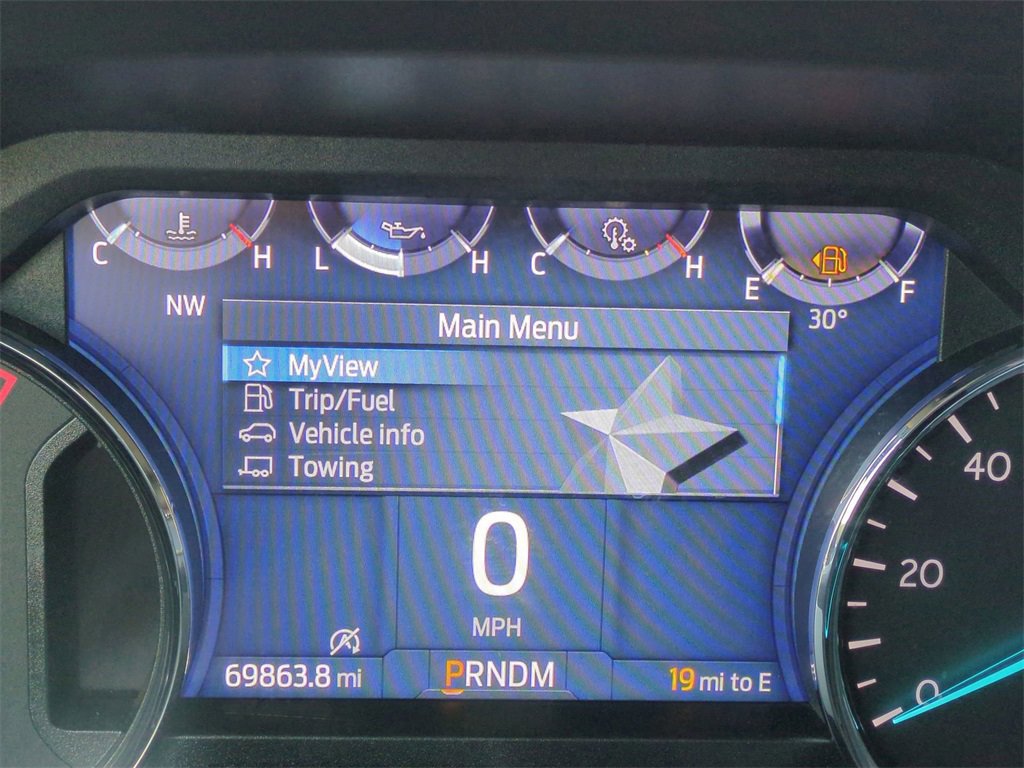 C H L H C H E F
NW 30°
Main Menu
MyView
Trip/Fuel
Vehicle info
Towing
0
MPH
69863.8 mi PRNDM 19 mi to E
40
20
0